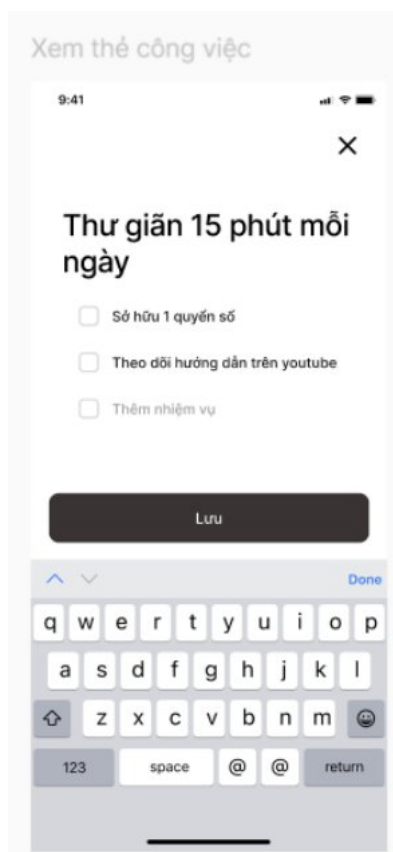 Xem thẻ công việc
9:41
Thư giãn 15 phút mỗi
ngày
Sở hữu 1 quyển số
Theo dõi hướng dẫn trên youtube
Thêm nhiệm vụ
Lưu
Done
q w e r t y u i o p
a s d f g h j k l
z x c v b n m
123 space @ @ return